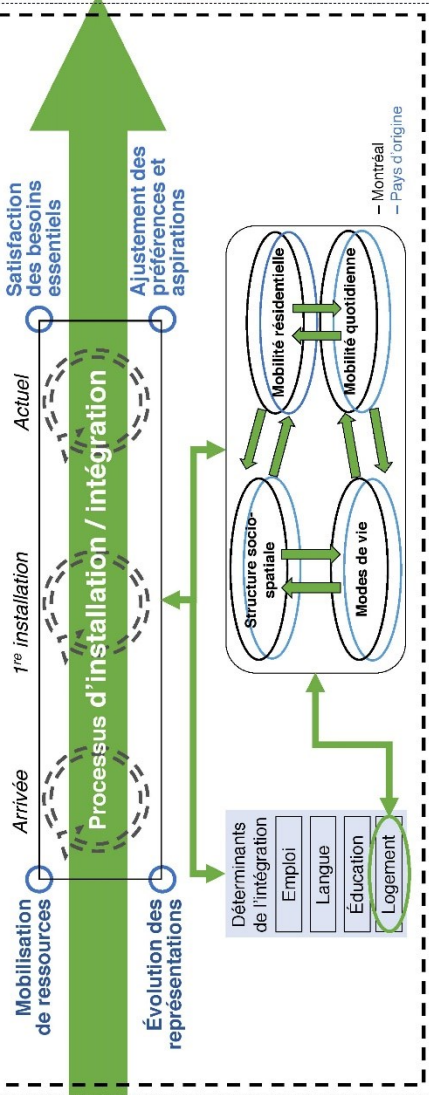 Mobilisation
de ressources
Arrivée
1re installation
Actuel
Satisfaction
des besoins
essentiels
Processus d'installation / intégration
Évolution des
représentations
Ajustement des
préférences et
aspirations
Déterminants
de l'intégration
Emploi
Langue
Éducation
Logement
Structure socio-
spatiale
Mobilité résidentielle
Modes de vie
Mobilité quotidienne
– Montréal
– Pays d'origine